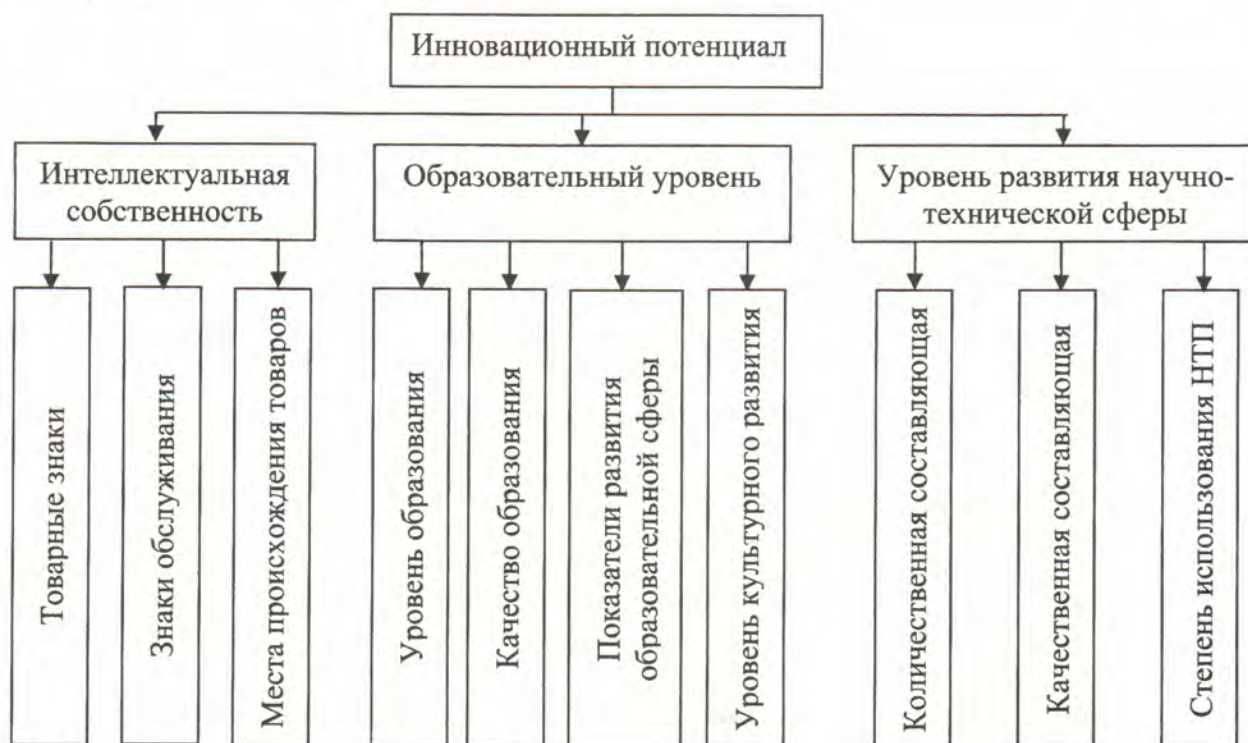 Инновационный потенциал
Интеллектуальная
собственность
Образовательный уровень
Уровень развития научно-
технической сферы
Товарные знаки
Знаки обслуживания
Места происхождения товаров
Уровень образования
Качество образования
Показатели развития
образовательной сферы
Уровень культурного развития
Количественная составляющая
Качественная составляющая
Степень использования НТП